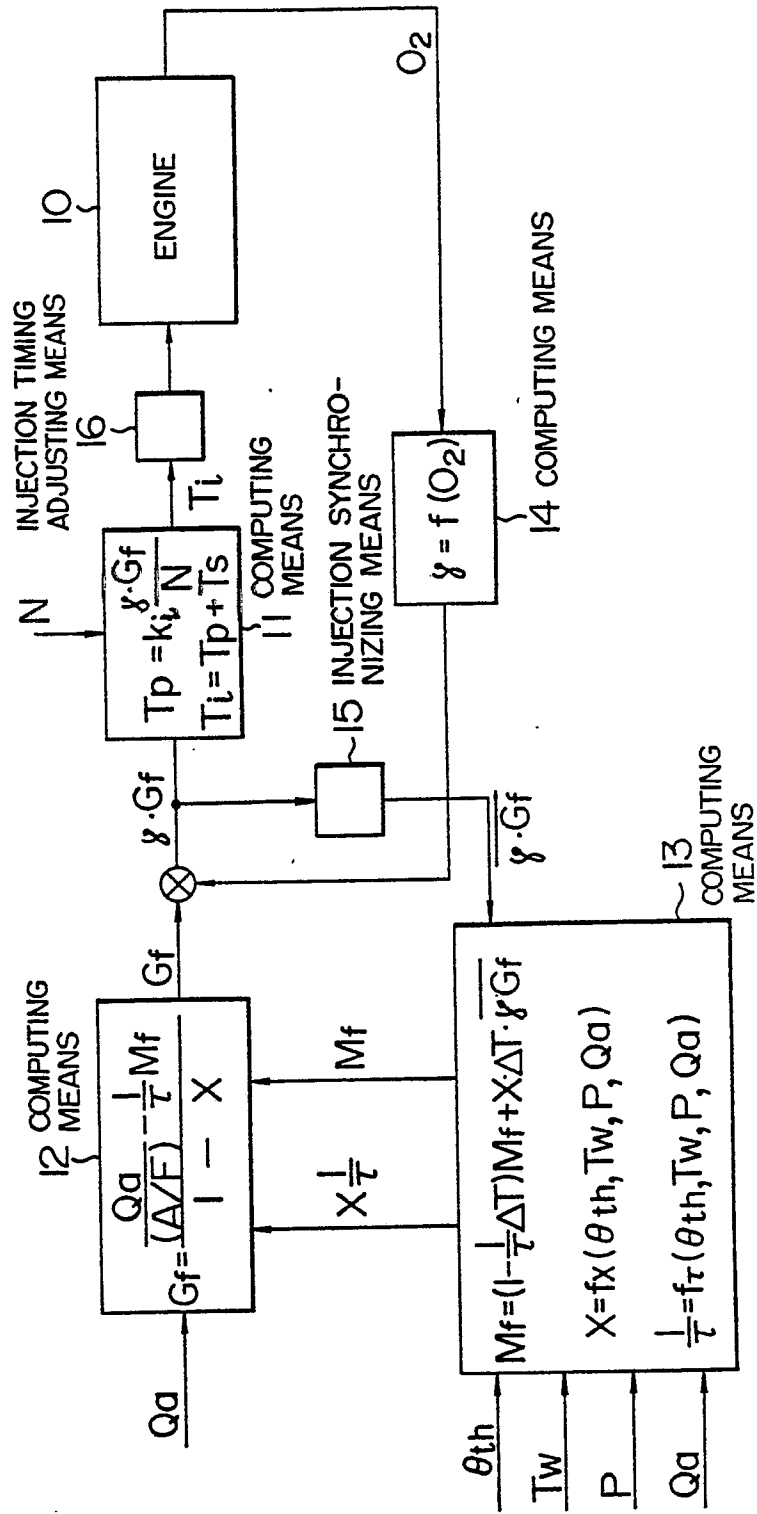 Qa
12 COMPUTING
MEANS
Gf = Qa/(A/F) - 1/τ Mf
1 - X
Gf
γ·Gf
N
Tp = ki γ·Gf/N
Ti = Tp + Ts
11 COMPUTING
MEANS
Ti
INJECTION TIMING
ADJUSTING MEANS
16
10
ENGINE
O2
X 1/τ
Mf
15 INJECTION SYNCHRO-
NIZING MEANS
γ·Gf
γ = f(O2)
14 COMPUTING MEANS
13
COMPUTING
MEANS
Mf=(1-1/τ ΔT)Mf+X·ΔT·γGf
X=fx(θth,Tw,P,Qa)
1/τ=fτ(θth,Tw,P,Qa)
θth
Tw
P
Qa